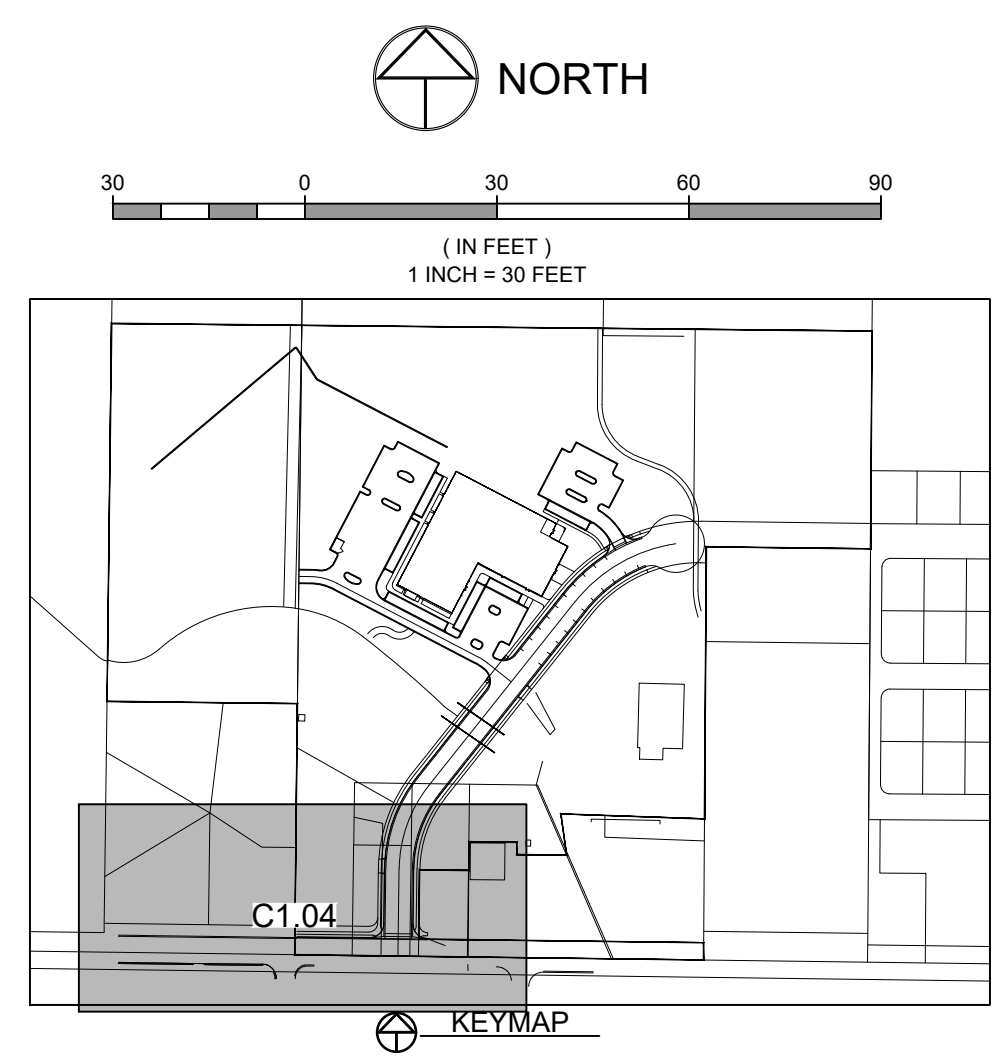 NORTH
30 0 30 60 90
( IN FEET )
1 INCH = 30 FEET
C1.04
KEYMAP